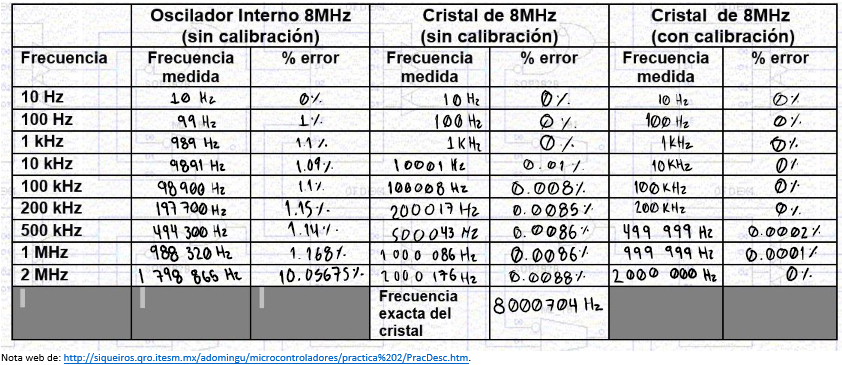 Oscilador Interno 8MHz (sin calibración) Cristal de 8MHz (sin calibración) Cristal de 8MHz (con calibración)
Frecuencia Frecuencia medida % error Frecuencia medida % error Frecuencia medida % error
10 Hz 10 Hz 0% 10 Hz 0% 10 Hz 0%
100 Hz 99 Hz 1% 100 Hz 0% 100 Hz 0%
1 kHz 989 Hz 1.1% 1KHz 0% 1KHz 0%
10 kHz 9891 Hz 1.09% 10001 Hz 0.01% 10KHz 0%
100 kHz 98900 Hz 1.1% 100008 Hz 0.008% 100KHz 0%
200 kHz 197700 Hz 1.15% 200017 Hz 0.0085% 200KHz 0%
500 kHz 494 300 Hz 1.14% 500043 Hz 0.0086% 499 999 Hz 0.0002%
1 MHz 988 320 Hz 1.168% 1 000 086 Hz 0.0086% 999 999 Hz 0.0001%
2 MHz 1 798 865 Hz 10.05675% 2000 176 Hz 0.0088% 2000 000 Hz 0%
Frecuencia exacta del cristal 8000704 Hz
Nota web de: http://siqueiros.qro.itesm.mx/adomingu/microcontroladores/practica%202/PracDesc.htm.